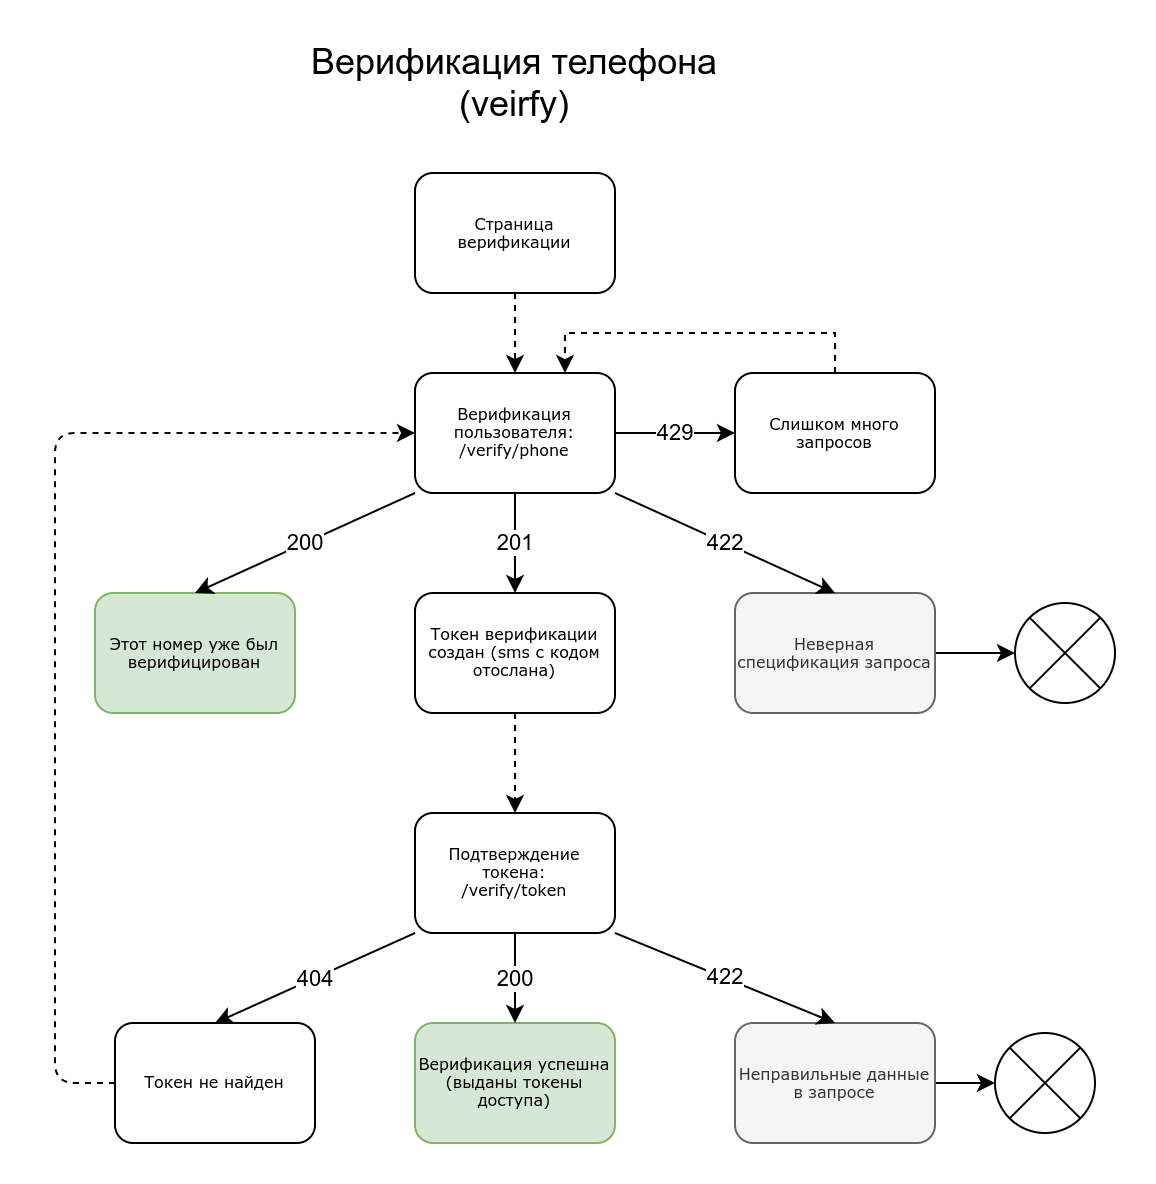 Верификация телефона
(veirfy)
Страница
верификации
Верификация
пользователя:
/verify/phone
429
Слишком много
запросов
200
201
422
Этот номер уже был
верифицирован
Токен верификации
создан (sms с кодом
отослана)
Неверная
спецификация запроса
Подтверждение
токена:
/verify/token
404
200
422
Токен не найден
Верификация успешна
(выданы токены
доступа)
Неправильные данные
в запросе